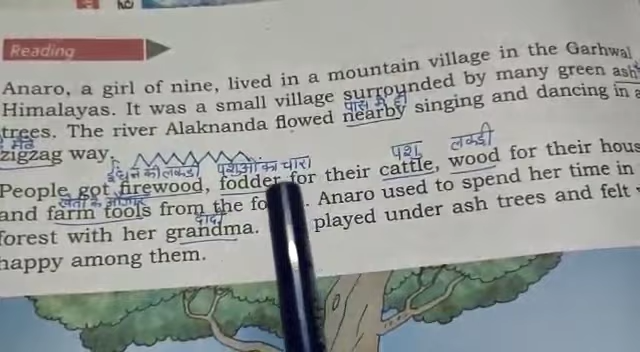 Reading
Anaro, a girl of nine, lived in a mountain village in the Garhwal
Himalayas. It was a small village surrounded by many green ash
trees. The river Alaknanda flowed nearby singing and dancing in a
पास में ही
zigzag way.
ईंधन की लकड़ी पशुओं का चारा पशु लकड़ी
People got firewood, fodder for their cattle, wood for their hous
खेती के औजार
and farm tools from the fo . Anaro used to spend her time in
दादी
forest with her grandma. played under ash trees and felt
happy among them.